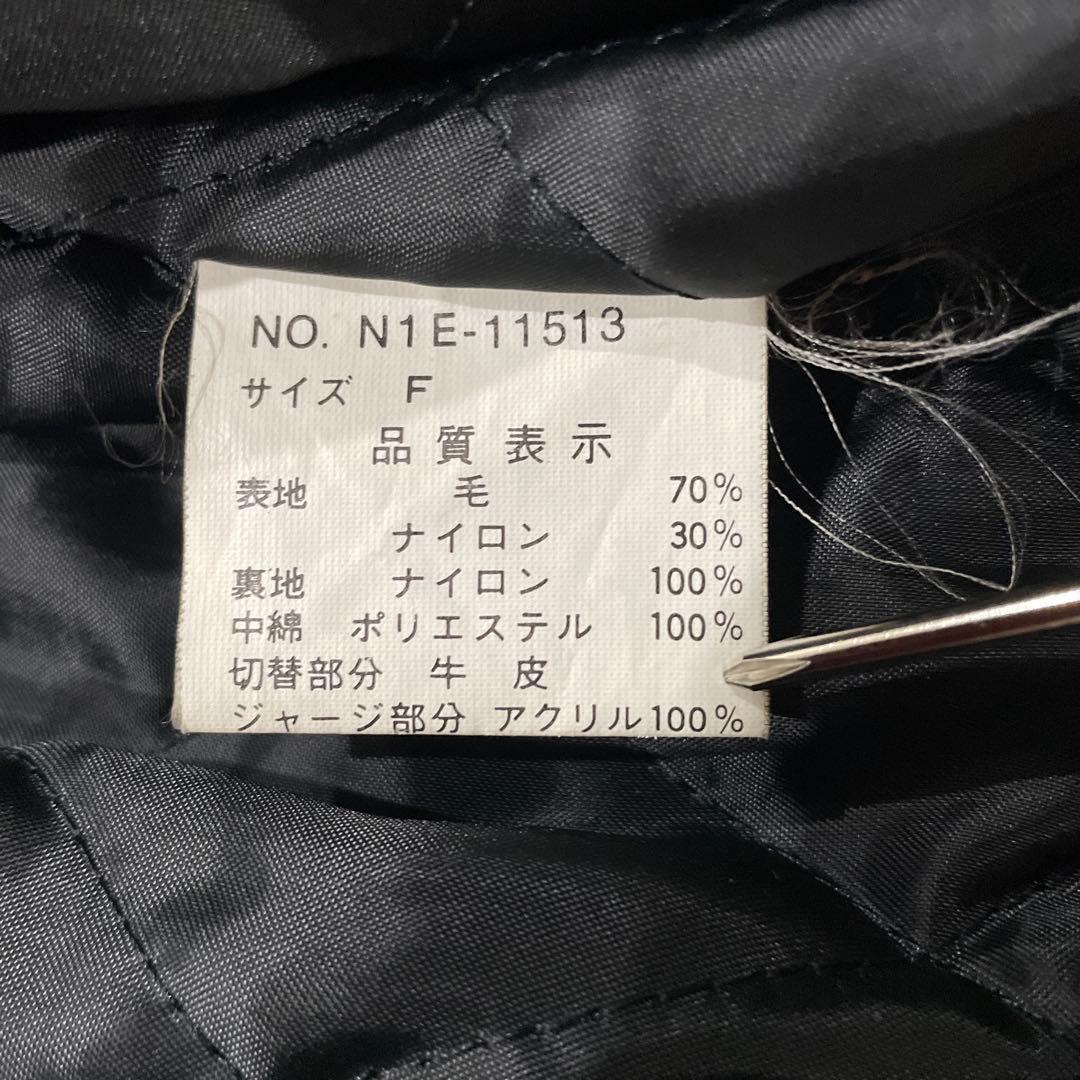 NO. N1E-11513
サイズ F
品質表示
表地 毛 70%
ナイロン 30%
裏地 ナイロン 100%
中綿 ポリエステル 100%
切替部分 牛皮
ジャージ部分 アクリル100%